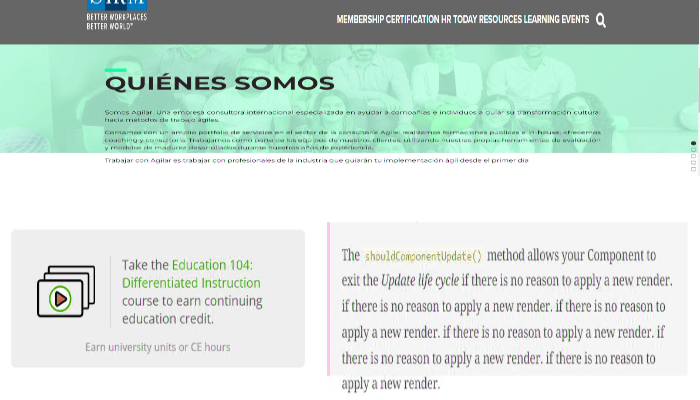 SHRM
BETTER WORKPLACES
BETTER WORLD™
MEMBERSHIP CERTIFICATION HR TODAY RESOURCES LEARNING EVENTS
QUIÉNES SOMOS
Somos Agilar. Una empresa consultora internacional especializada en ayudar a compañías e individuos a guiar su transformación cultural
hacia métodos de trabajo ágiles.
Contamos con un amplio portfolio de servicios en el sector de la consultoría Agile: realizamos formaciones públicas e in-house, ofrecemos
coaching y consultoría. Trabajamos como partners de los equipos de nuestros clientes, utilizando nuestras propias herramientas de evaluación
y modelos de madurez desarrollados durante nuestros años de experiencia.
Trabajar con Agilar es trabajar con profesionales de la industria que guiarán tu implementación ágil desde el primer día.
Take the Education 104:
Differentiated Instruction
course to earn continuing
education credit.
Earn university units or CE hours
The shouldComponentUpdate() method allows your Component to
exit the Update life cycle if there is no reason to apply a new render.
if there is no reason to apply a new render. if there is no reason to
apply a new render. if there is no reason to apply a new render. if
there is no reason to apply a new render. if there is no reason to
apply a new render.